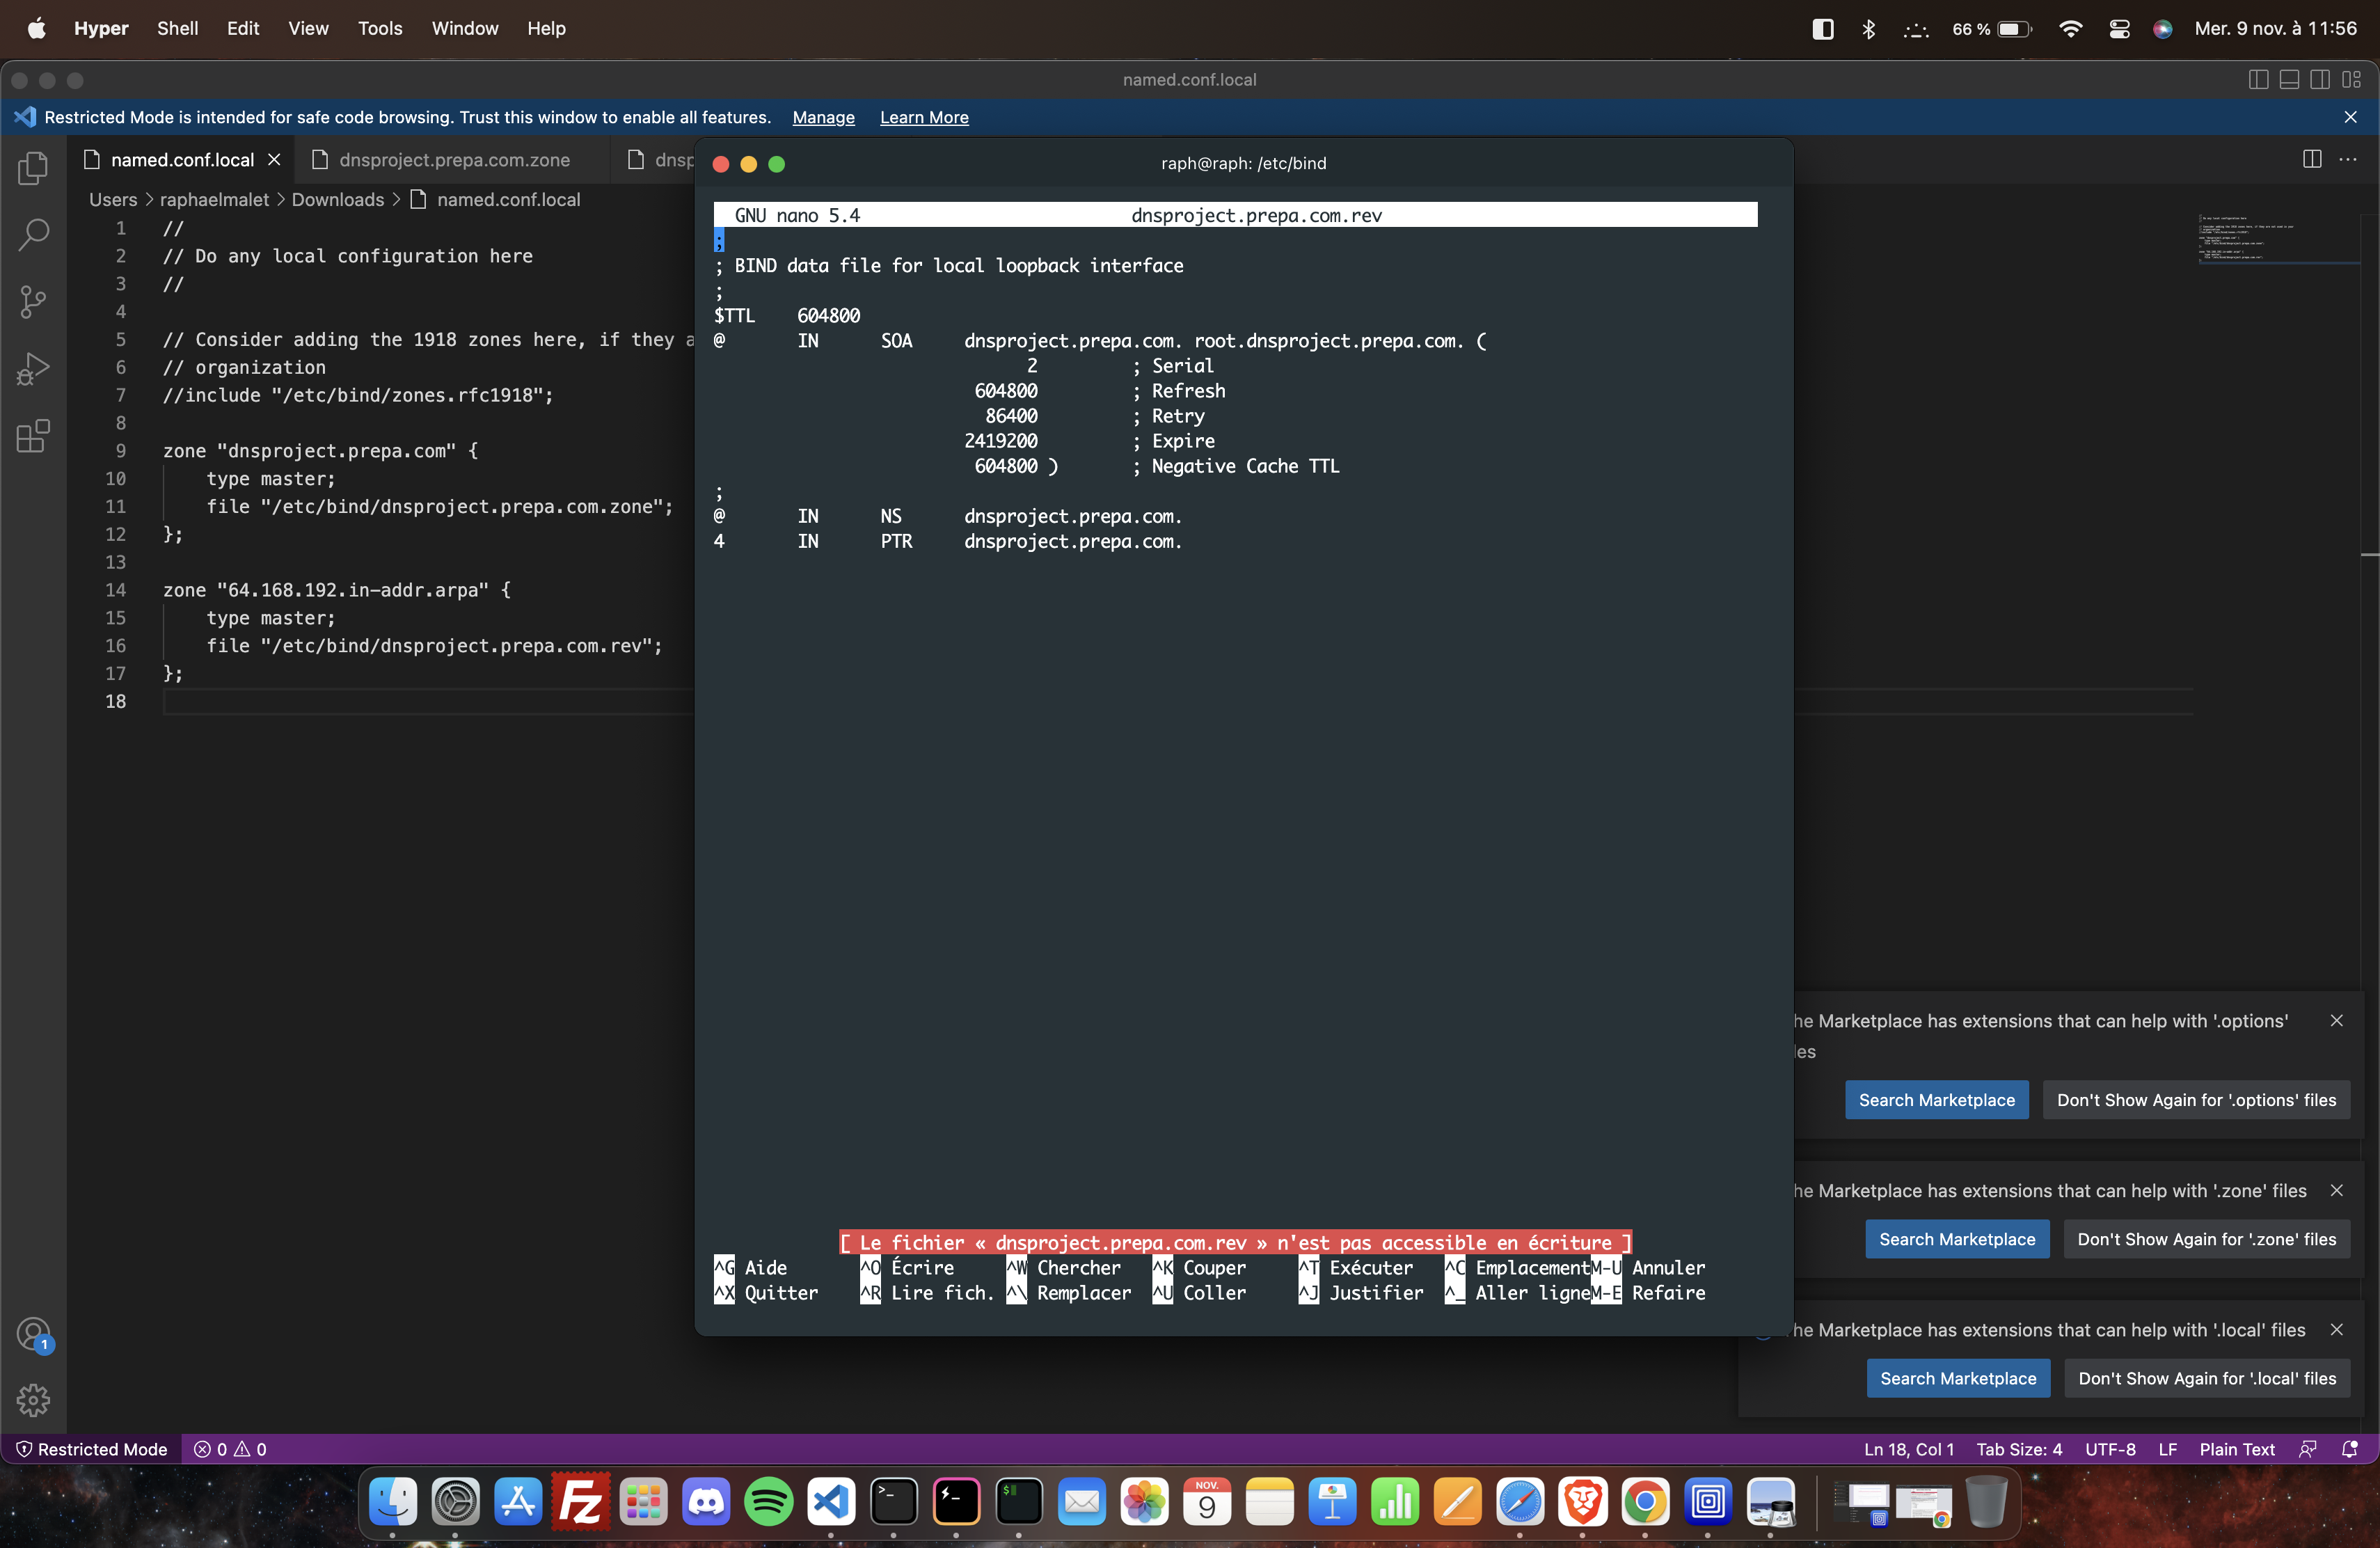 Hyper Shell Edit View Tools Window Help 66 % Mer. 9 nov. à 11:56
named.conf.local
Restricted Mode is intended for safe code browsing. Trust this window to enable all features. Manage Learn More
named.conf.local dnsproject.prepa.com.zone dnsp
Users > raphaelmalet > Downloads > named.conf.local
1 //
2 // Do any local configuration here
3 //
4
5 // Consider adding the 1918 zones here, if they a
6 // organization
7 //include "/etc/bind/zones.rfc1918";
8
9 zone "dnsproject.prepa.com" {
10 type master;
11 file "/etc/bind/dnsproject.prepa.com.zone";
12 };
13
14 zone "64.168.192.in-addr.arpa" {
15 type master;
16 file "/etc/bind/dnsproject.prepa.com.rev";
17 };
18
raph@raph: /etc/bind
GNU nano 5.4 dnsproject.prepa.com.rev
;
; BIND data file for local loopback interface
;
$TTL 604800
@ IN SOA dnsproject.prepa.com. root.dnsproject.prepa.com. (
2 ; Serial
604800 ; Refresh
86400 ; Retry
2419200 ; Expire
604800 ) ; Negative Cache TTL
;
@ IN NS dnsproject.prepa.com.
4 IN PTR dnsproject.prepa.com.
[ Le fichier « dnsproject.prepa.com.rev » n'est pas accessible en écriture ]
^G Aide ^O Écrire ^W Chercher ^K Couper ^T Exécuter ^C Emplacement M-U Annuler
^X Quitter ^R Lire fich. ^\ Remplacer ^U Coller ^J Justifier ^_ Aller ligne M-E Refaire
he Marketplace has extensions that can help with '.options'
les
Search Marketplace Don't Show Again for '.options' files
he Marketplace has extensions that can help with '.zone' files
Search Marketplace Don't Show Again for '.zone' files
he Marketplace has extensions that can help with '.local' files
Search Marketplace Don't Show Again for '.local' files
1
Restricted Mode 0 0 Ln 18, Col 1 Tab Size: 4 UTF-8 LF Plain Text
Fz >_ $ NOV. 9